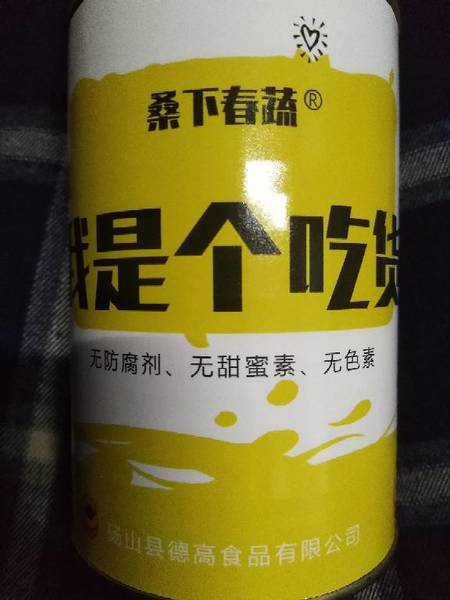 桑下春蔬®
我是个吃货
无防腐剂、无甜蜜素、无色素
砀山县德高食品有限公司